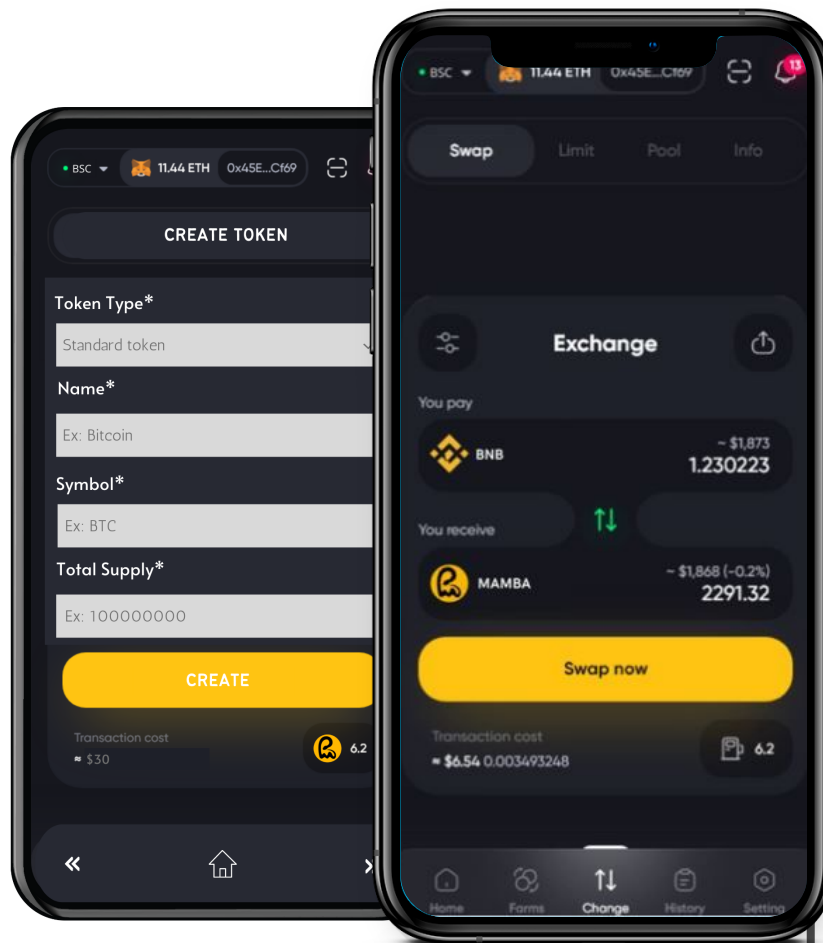 BSC
11.44 ETH
0x45E...Cf69
CREATE TOKEN
Token Type*
Standard token
Name*
Ex: Bitcoin
Symbol*
Ex: BTC
Total Supply*
Ex: 100000000
CREATE
Transaction cost
≈ $30
6.2
BSC
11.44 ETH
0x45E...Cf69
13
Swap
Limit
Pool
Info
Exchange
You pay
BNB
~ $1,873
1.230223
You receive
MAMBA
~ $1,868 (-0.2%)
2291.32
Swap now
Transaction cost
≈ $6.54 0.003493248
6.2
Home
Farms
Change
History
Setting